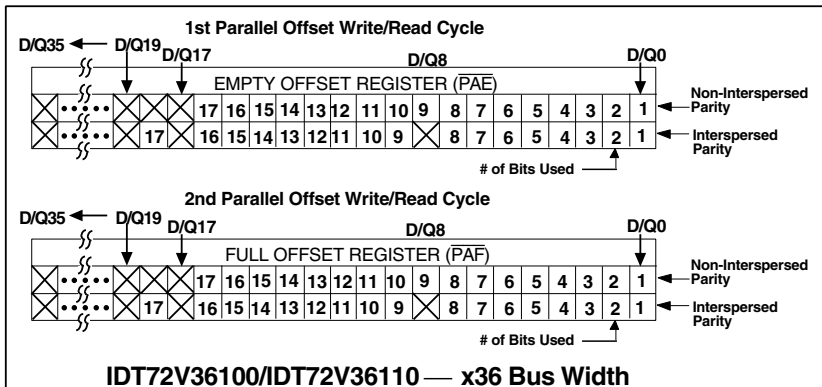 1st Parallel Offset Write/Read Cycle
D/Q35 D/Q19 D/Q17 D/Q8 D/Q0
EMPTY OFFSET REGISTER (PAE)
17 16 15 14 13 12 11 10 9 8 7 6 5 4 3 2 1 Non-Interspersed Parity
17 16 15 14 13 12 11 10 9 8 7 6 5 4 3 2 1 Interspersed Parity
# of Bits Used
2nd Parallel Offset Write/Read Cycle
D/Q35 D/Q19 D/Q17 D/Q8 D/Q0
FULL OFFSET REGISTER (PAF)
17 16 15 14 13 12 11 10 9 8 7 6 5 4 3 2 1 Non-Interspersed Parity
17 16 15 14 13 12 11 10 9 8 7 6 5 4 3 2 1 Interspersed Parity
# of Bits Used
IDT72V36100/IDT72V36110 — x36 Bus Width